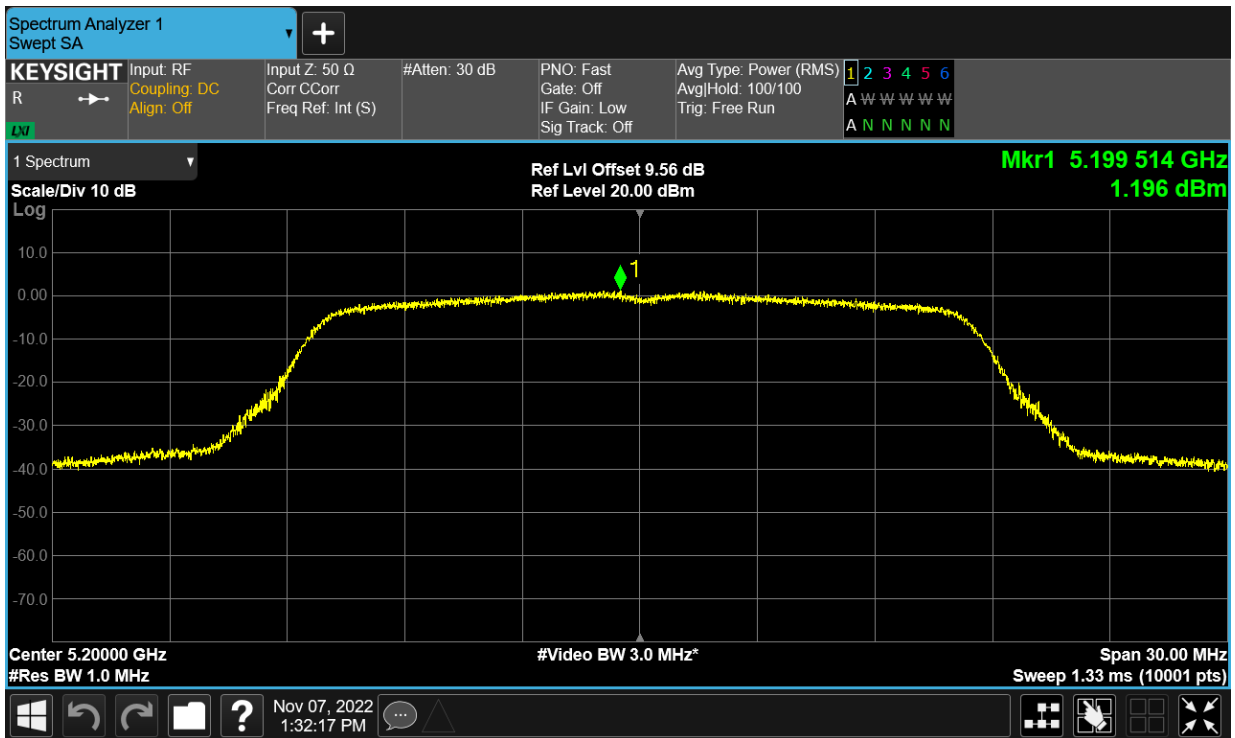 Spectrum Analyzer 1
Swept SA
+
KEYSIGHT
R
LXI
Input: RF
Coupling: DC
Align: Off
Input Z: 50 Ω
Corr CCorr
Freq Ref: Int (S)
#Atten: 30 dB
PNO: Fast
Gate: Off
IF Gain: Low
Sig Track: Off
Avg Type: Power (RMS)
Avg|Hold: 100/100
Trig: Free Run
1 2 3 4 5 6
A W W W W W
A N N N N N
1 Spectrum
Scale/Div 10 dB
Log
Ref Lvl Offset 9.56 dB
Ref Level 20.00 dBm
Mkr1 5.199 514 GHz
1.196 dBm
1
10.0
0.00
-10.0
-20.0
-30.0
-40.0
-50.0
-60.0
-70.0
Center 5.20000 GHz
#Res BW 1.0 MHz
#Video BW 3.0 MHz*
Span 30.00 MHz
Sweep 1.33 ms (10001 pts)
?
Nov 07, 2022
1:32:17 PM